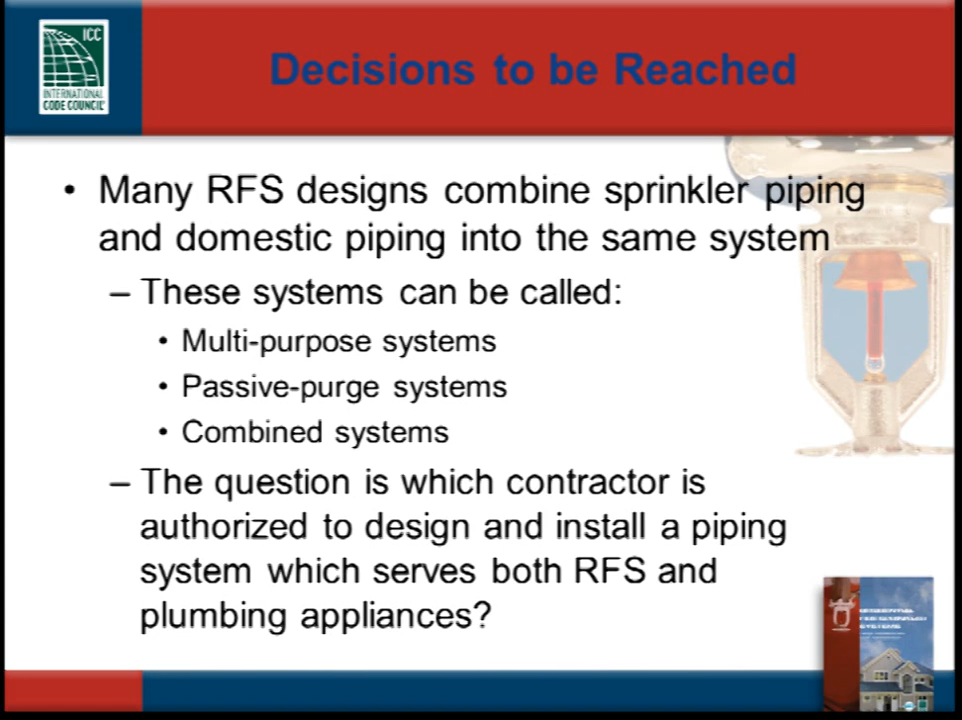 ICC
INTERNATIONAL
CODE COUNCIL
Decisions to be Reached
• Many RFS designs combine sprinkler piping
and domestic piping into the same system
– These systems can be called:
• Multi-purpose systems
• Passive-purge systems
• Combined systems
– The question is which contractor is
authorized to design and install a piping
system which serves both RFS and
plumbing appliances?